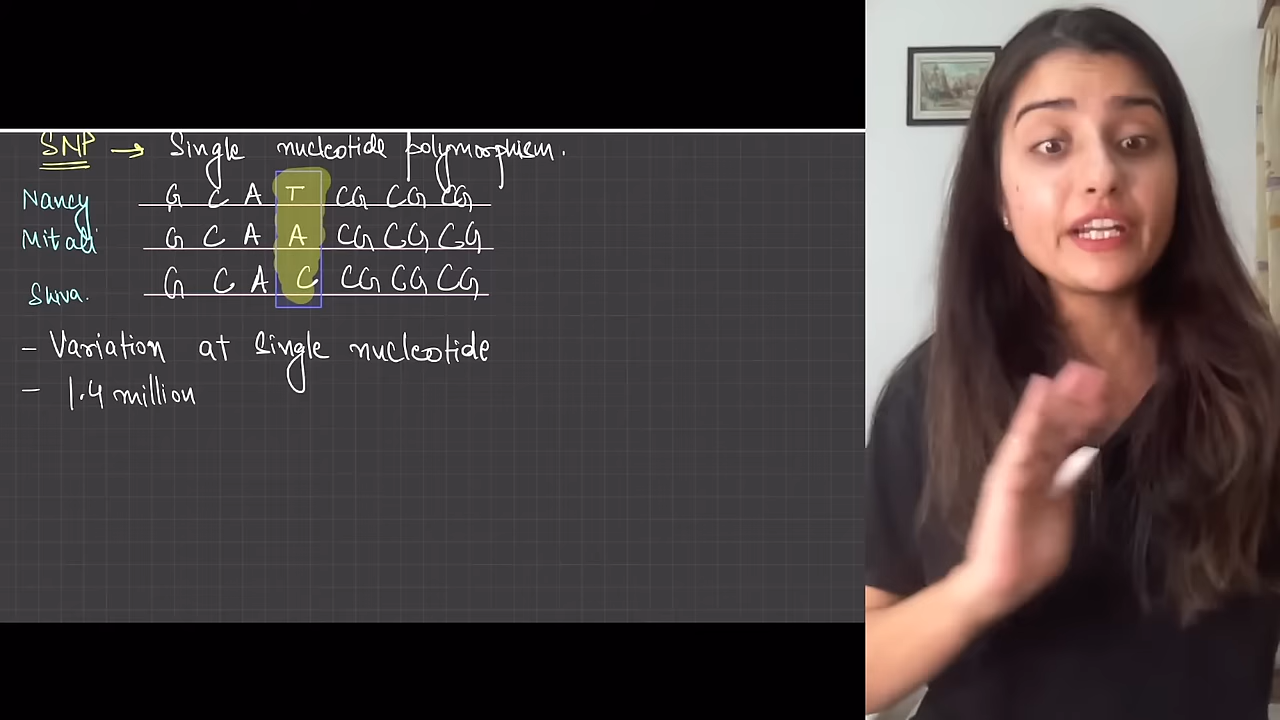 SNP → Single nucleotide polymorphism.
Nancy G C A T CG CG CG
Mitali G C A A CG CG CG
Shiva. G C A C CG CG CG
- Variation at single nucleotide
- 1.4 million